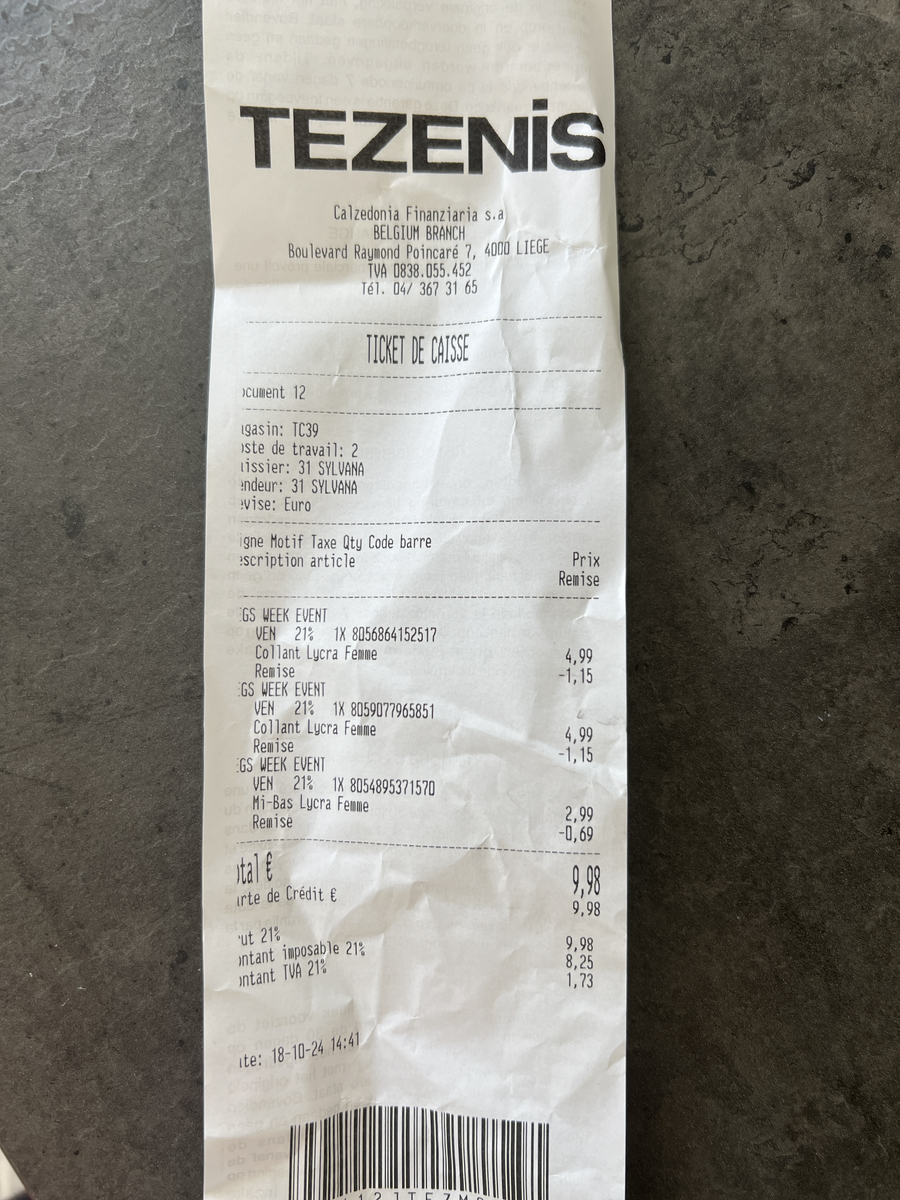 TEZENIS
Calzedonia Finanziaria s.a
BELGIUM BRANCH
Boulevard Raymond Poincaré 7, 4000 LIEGE
TVA 0838.055.452
Tél. 04/ 367 31 65
TICKET DE CAISSE
ocument 12
agasin: TC39
oste de travail: 2
aissier: 31 SYLVANA
endeur: 31 SYLVANA
evise: Euro
igne Motif Taxe Qty Code barre
escription article Prix
Remise
EGS WEEK EVENT
VEN 21% 1X 8056864152517
Collant Lycra Femme 4,99
Remise -1,15
EGS WEEK EVENT
VEN 21% 1X 8059077965851
Collant Lycra Femme 4,99
Remise -1,15
EGS WEEK EVENT
VEN 21% 1X 8054895371570
Mi-Bas Lycra Femme 2,99
Remise -0,69
otal € 9,98
arte de Crédit € 9,98
rut 21% 9,98
ontant imposable 21% 8,25
ontant TVA 21% 1,73
ate: 18-10-24 14:41